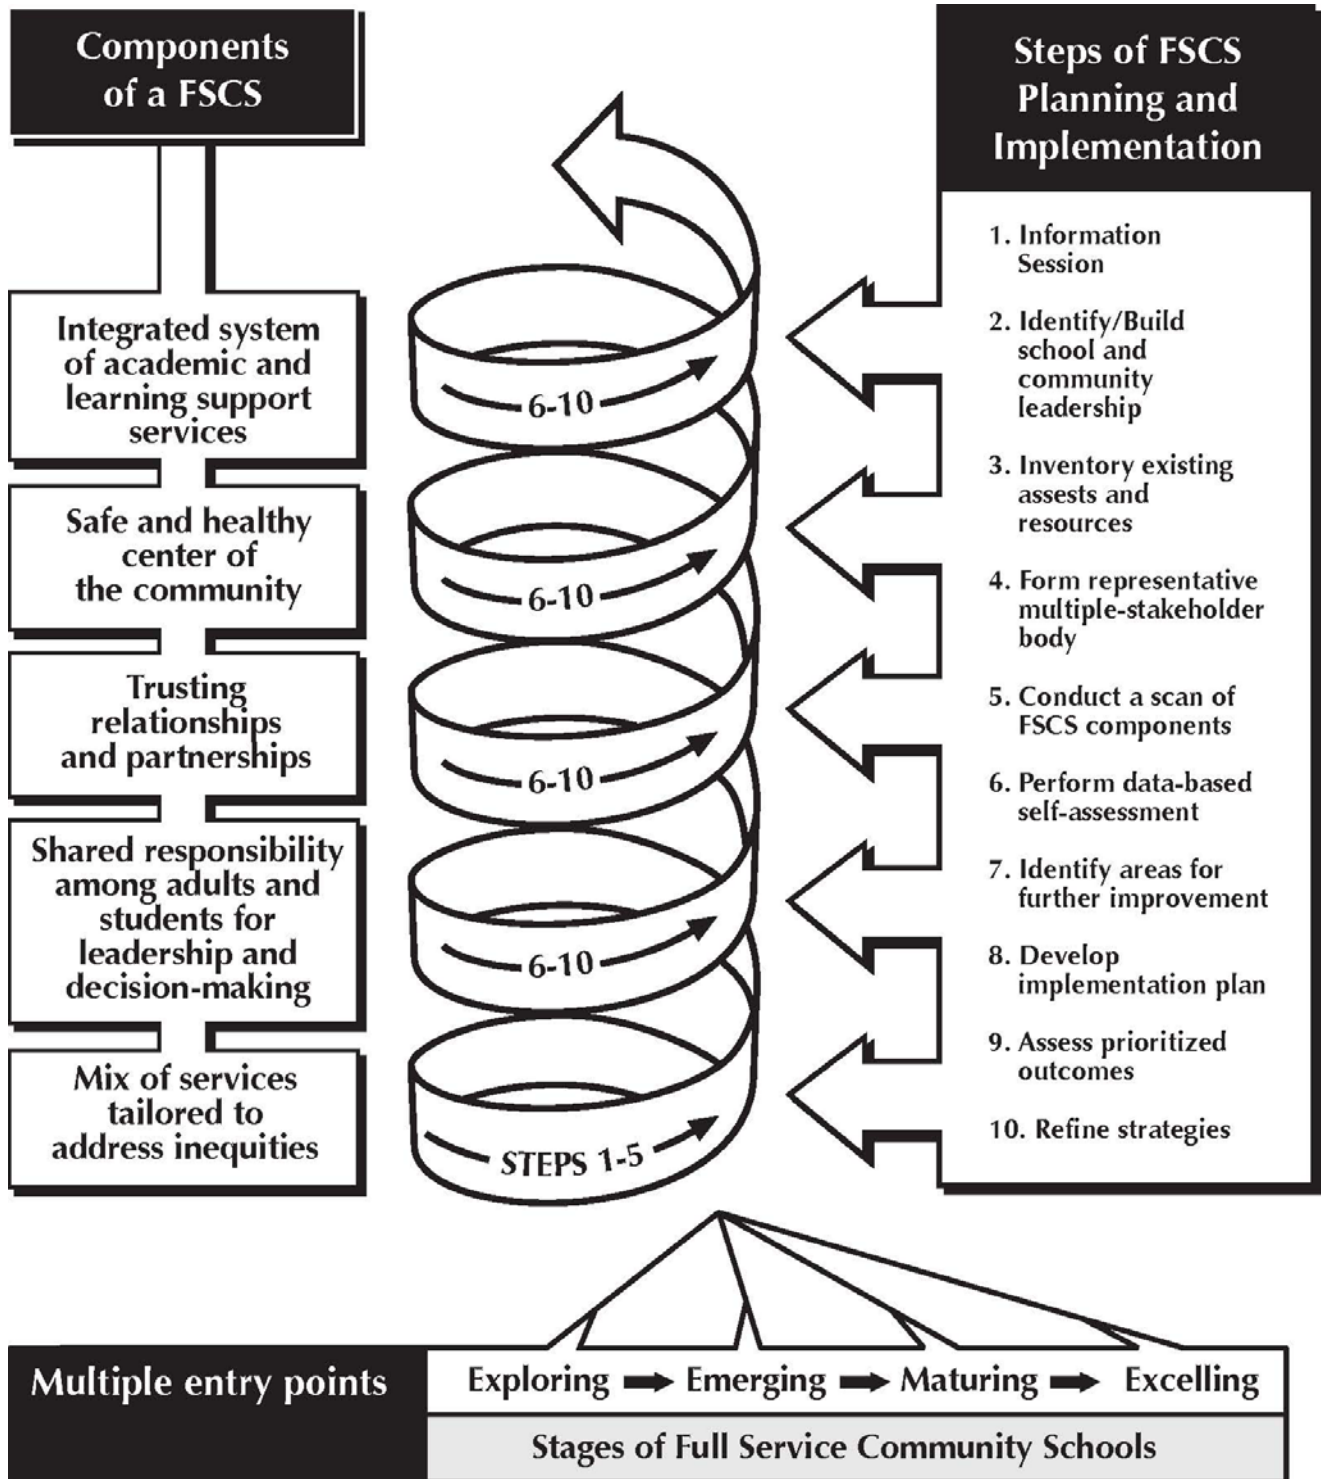 Components
of a FSCS
Integrated system
of academic and
learning support
services
Safe and healthy
center of
the community
Trusting
relationships
and partnerships
Shared responsibility
among adults and
students for
leadership and
decision-making
Mix of services
tailored to
address inequities
6-10
6-10
6-10
6-10
STEPS 1-5
Steps of FSCS
Planning and
Implementation
1. Information
Session
2. Identify/Build
school and
community
leadership
3. Inventory existing
assests and
resources
4. Form representative
multiple-stakeholder
body
5. Conduct a scan of
FSCS components
6. Perform data-based
self-assessment
7. Identify areas for
further improvement
8. Develop
implementation plan
9. Assess prioritized
outcomes
10. Refine strategies
Multiple entry points
Exploring Emerging Maturing Excelling
Stages of Full Service Community Schools